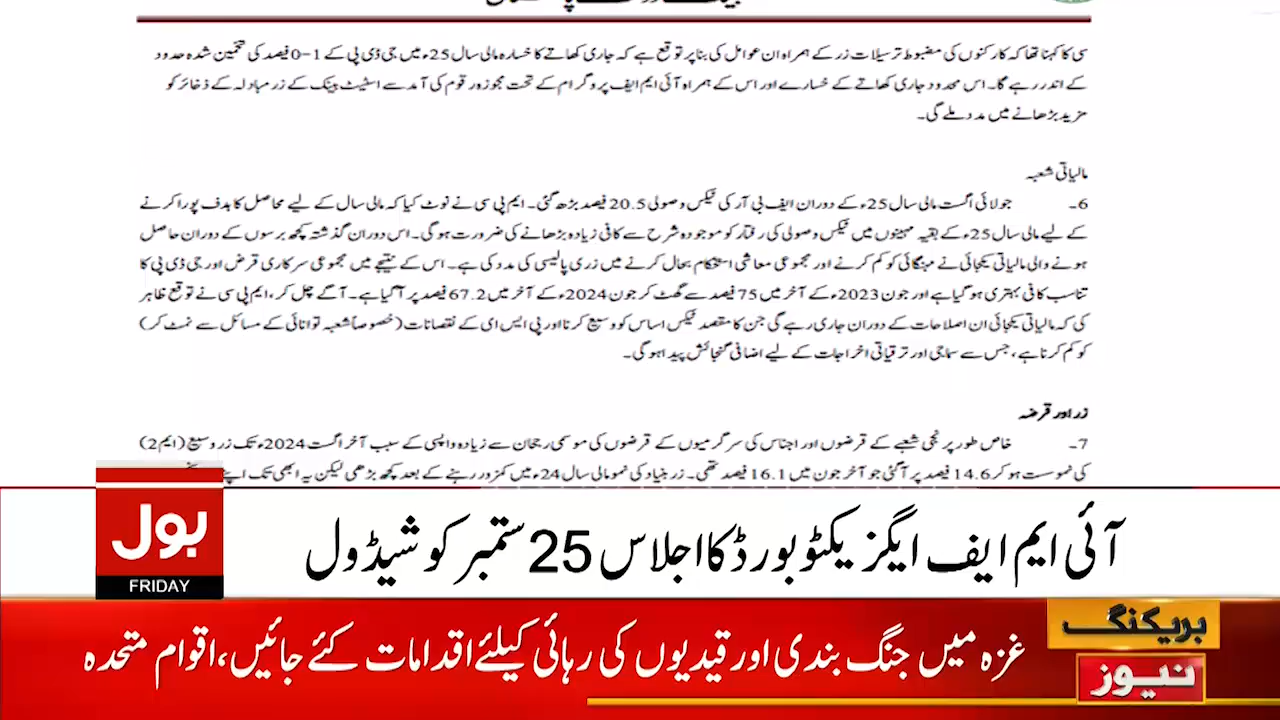 سی کا کہنا تھا کہ کارکنوں کی مضبوط ترسیلات زر کے ہمراہ ان عوامل کی بنا پر توقع ہے کہ جاری کھاتے کا خسارہ مالی سال 25ء میں جی ڈی پی کے 1-0 فیصد کی تخمین شدہ حدود
کے اندر رہے گا۔ اس محدود جاری کھاتے کے خسارے اور اس کے ہمراہ آئی ایم ایف پروگرام کے تحت مجوزہ رقوم کی آمد سے اسٹیٹ بینک کے زر مبادلہ کے ذخائر کو
مزید بڑھانے میں مدد ملے گی۔
مالیاتی شعبہ
6۔ جولائی اگست مالی سال 25ء کے دوران ایف بی آر کی ٹیکس وصولی 20.5 فیصد بڑھ گئی۔ ایم پی سی نے نوٹ کیا کہ مالی سال کے لیے محاصل کا ہدف پورا کرنے
کے لیے مالی سال 25ء کے بقیہ مہینوں میں ٹیکس وصولی کی رفتار کو موجودہ شرح سے کافی زیادہ بڑھانے کی ضرورت ہوگی۔ اس دوران گذشتہ کچھ برسوں کے دوران حاصل
ہونے والی مالیاتی یکجائی نے مہنگائی کو کم کرنے اور مجموعی معاشی استحکام بحال کرنے میں زری پالیسی کی مدد کی ہے۔ اس کے نتیجے میں مجموعی سرکاری قرض اور جی ڈی پی کا
تناسب کافی بہتری ہو گیا ہے اور جون 2023ء کے آخر میں 75 فیصد سے گھٹ کر جون 2024ء کے آخر میں 67.2 فیصد پر آگیا ہے۔ آگے چل کر، ایم پی سی نے توقع ظاہر
کی کہ مالیاتی یکجائی ان اصلاحات کے دوران جاری رہے گی جن کا مقصد ٹیکس اساس کو وسیع کرنا اور پی ایس ای کے نقصانات (خصوصاً شعبہ توانائی کے مسائل سے نمٹ کر)
کو کم کرنا ہے، جس سے سماجی اور ترقیاتی اخراجات کے لیے اضافی گنجائش پیدا ہوگی۔
زر اور قرضہ
7۔ خاص طور پر نجی شعبے کے قرضوں اور اجناس کی سرگرمیوں کے قرضوں کی موسمی رجحان سے زیادہ واپسی کے سبب آخر اگست 2024ء تک زر وسیع (ایم2)
کی نمو سست ہو کر 14.6 فیصد پر آگئی جو آخر جون میں 16.1 فیصد تھی۔ زر بنیاد کی نمو مالی سال 24ء میں کمزور رہنے کے بعد کچھ بڑھی لیکن یہ ابھی تک اپنے
بول
FRIDAY
آئی ایم ایف ایگزیکٹو بورڈ کا اجلاس 25 ستمبر کو شیڈول
بریکنگ
نیوز
غزہ میں جنگ بندی اور قیدیوں کی رہائی کیلئے اقدامات کئے جائیں، اقوام متحدہ